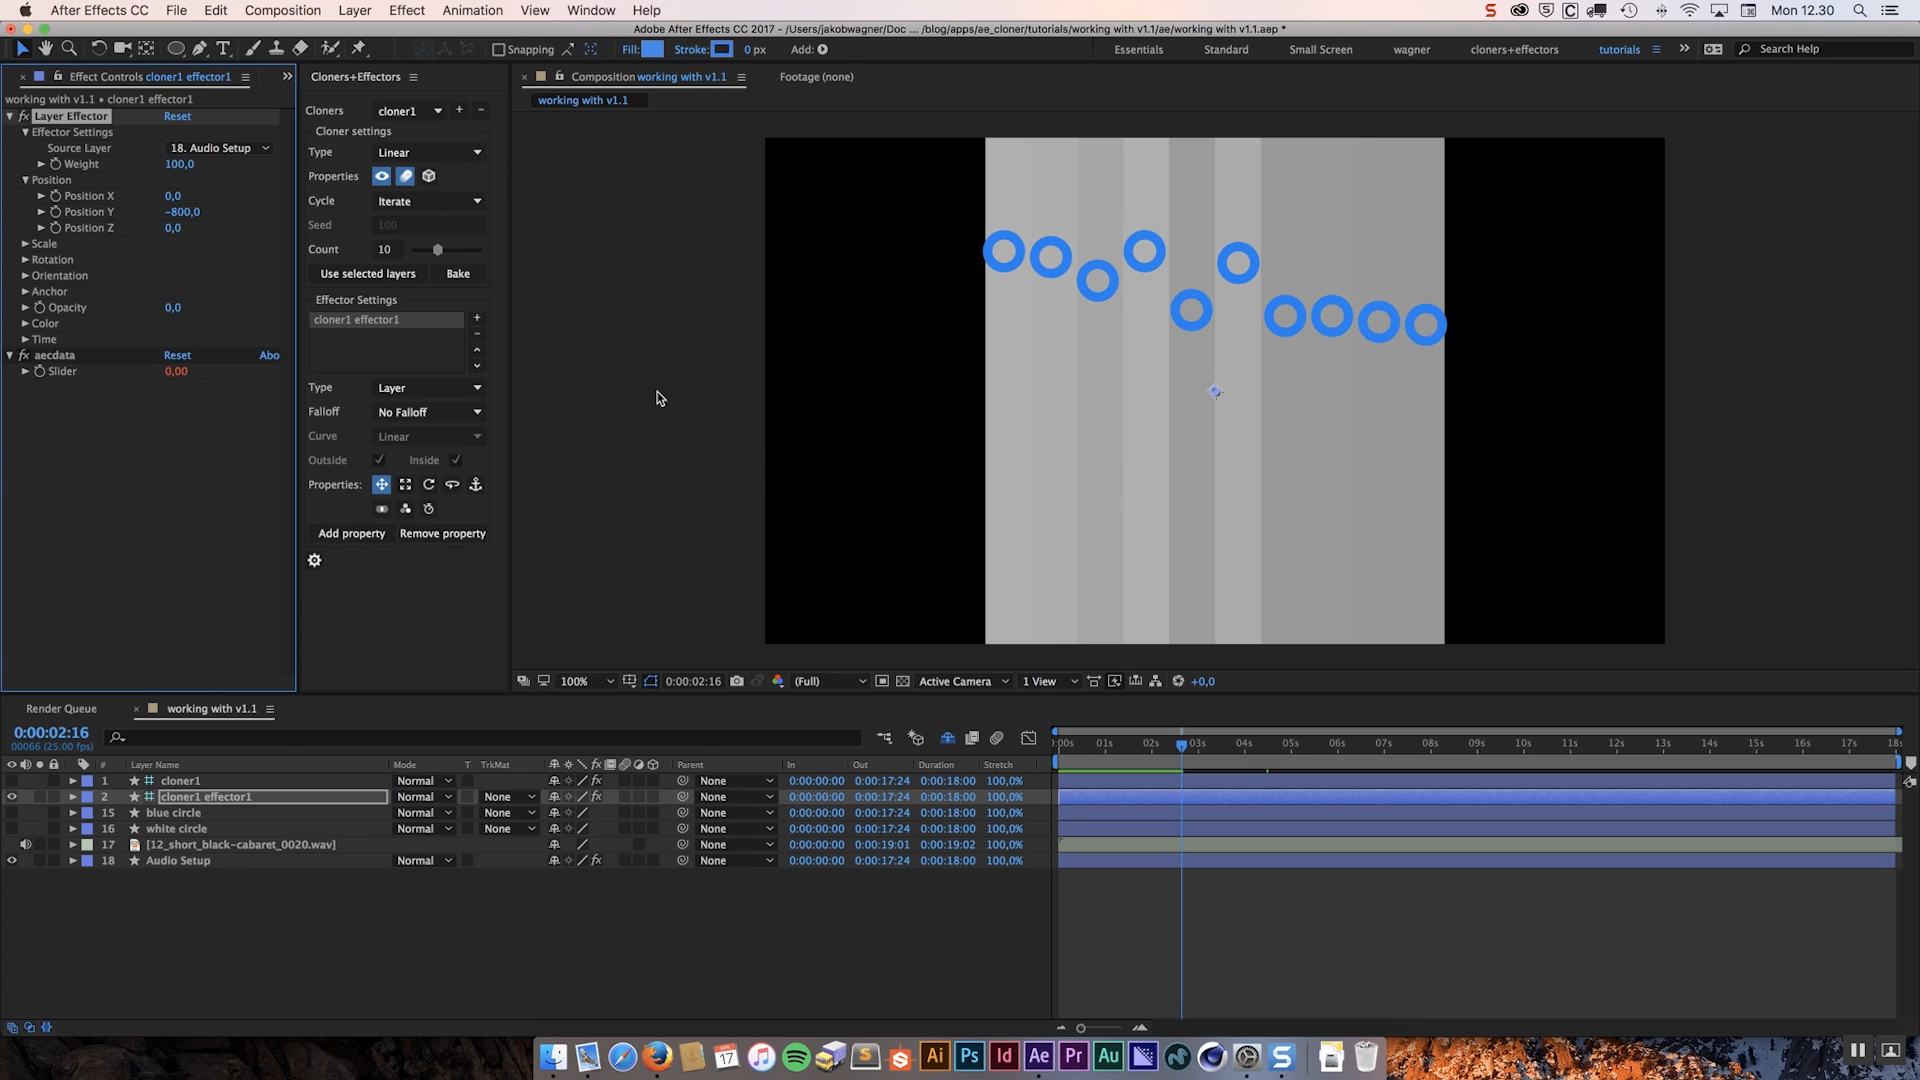 After Effects CC File Edit Composition Layer Effect Animation View Window Help Mon 12.30
Adobe After Effects CC 2017 - /Users/jakobwagner/Doc ... /blog/apps/ae_cloner/tutorials/working with v1.1/ae/working with v1.1.aep *
Snapping Fill: Stroke: 0 px Add: Essentials Standard Small Screen wagner cloners+effectors tutorials Search Help
Effect Controls cloner1 effector1
Cloners+Effectors
Composition working with v1.1
Footage (none)
working with v1.1 • cloner1 effector1
working with v1.1
fx Layer Effector Reset
Effector Settings
Source Layer 18. Audio Setup
Weight 100,0
Position
Position X 0,0
Position Y -800,0
Position Z 0,0
Scale
Rotation
Orientation
Anchor
Opacity 0,0
Color
Time
fx aecdata Reset Abo
Slider 0,00
Cloners cloner1 + -
Cloner settings
Type Linear
Properties
Cycle Iterate
Seed 100
Count 10
Use selected layers Bake
Effector Settings
cloner1 effector1 +
-
Type Layer
Falloff No Falloff
Curve Linear
Outside Inside
Properties:
Add property Remove property
100% 0:00:02:16 (Full) Active Camera 1 View +0,0
Render Queue working with v1.1
0:00:02:16
00066 (25.00 fps)
:00s 01s 02s 03s 04s 05s 06s 07s 08s 09s 10s 11s 12s 13s 14s 15s 16s 17s 18s
# Layer Name Mode T TrkMat fx Parent In Out Duration Stretch
1 cloner1 Normal fx None 0:00:00:00 0:00:17:24 0:00:18:00 100,0%
2 cloner1 effector1 Normal None fx None 0:00:00:00 0:00:17:24 0:00:18:00 100,0%
15 blue circle Normal None None 0:00:00:00 0:00:17:24 0:00:18:00 100,0%
16 white circle Normal None None 0:00:00:00 0:00:17:24 0:00:18:00 100,0%
17 [12_short_black-cabaret_0020.wav] None 0:00:00:00 0:00:19:01 0:00:19:02 100,0%
18 Audio Setup Normal fx None 0:00:00:00 0:00:17:24 0:00:18:00 100,0%
17 Ai Ps Id Ae Pr Au S